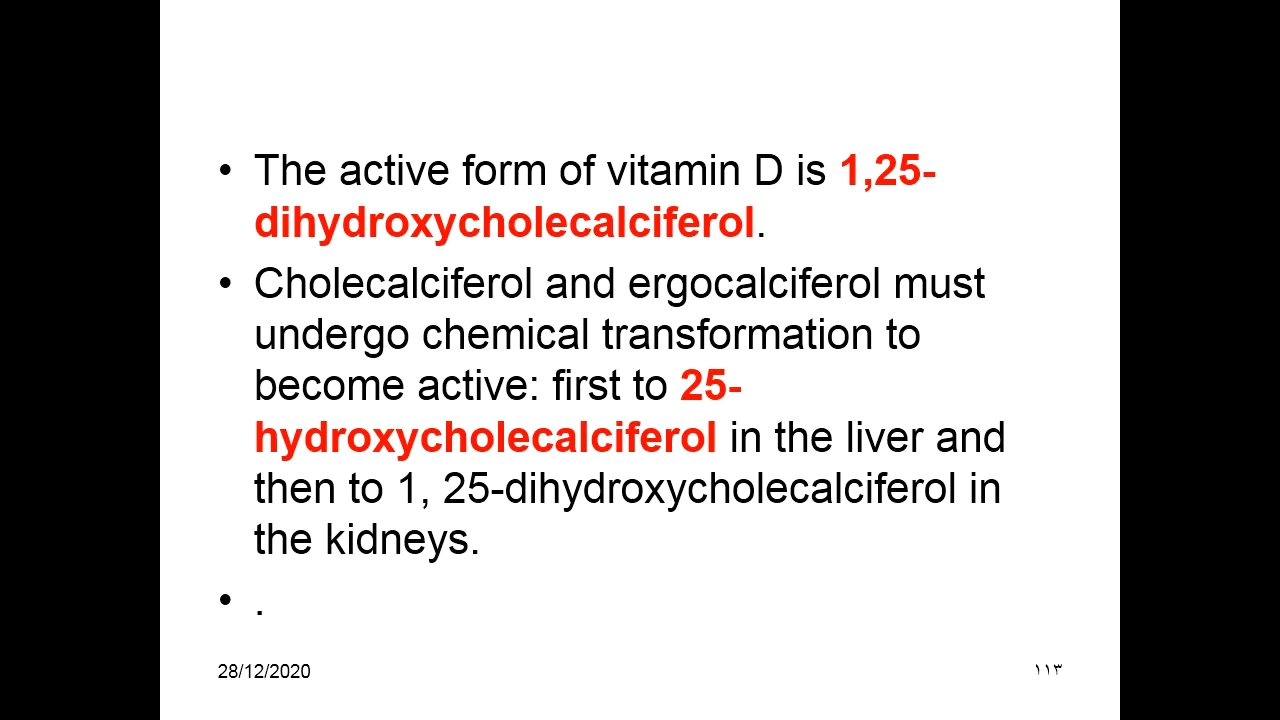 • The active form of vitamin D is 1,25-
dihydroxycholecalciferol.
• Cholecalciferol and ergocalciferol must
undergo chemical transformation to
become active: first to 25-
hydroxycholecalciferol in the liver and
then to 1, 25-dihydroxycholecalciferol in
the kidneys.
• .
28/12/2020 ١١٣